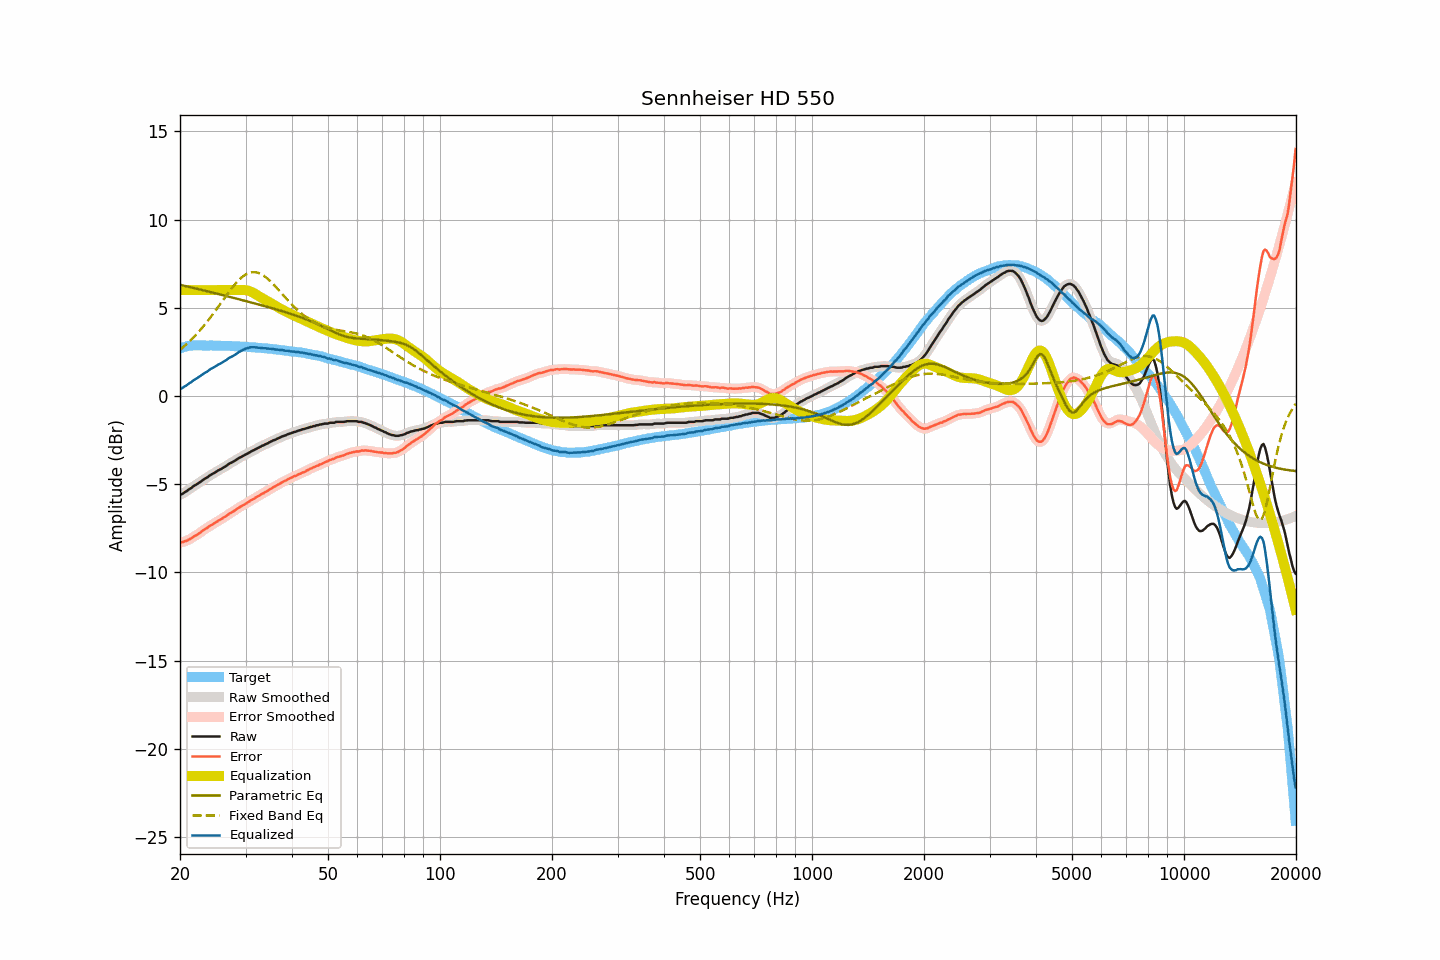 Sennheiser HD 550
15
10
5
0
−5
−10
−15
−20
−25
Amplitude (dBr)
Target
Raw Smoothed
Error Smoothed
Raw
Error
Equalization
Parametric Eq
Fixed Band Eq
Equalized
20 50 100 200 500 1000 2000 5000 10000 20000
Frequency (Hz)